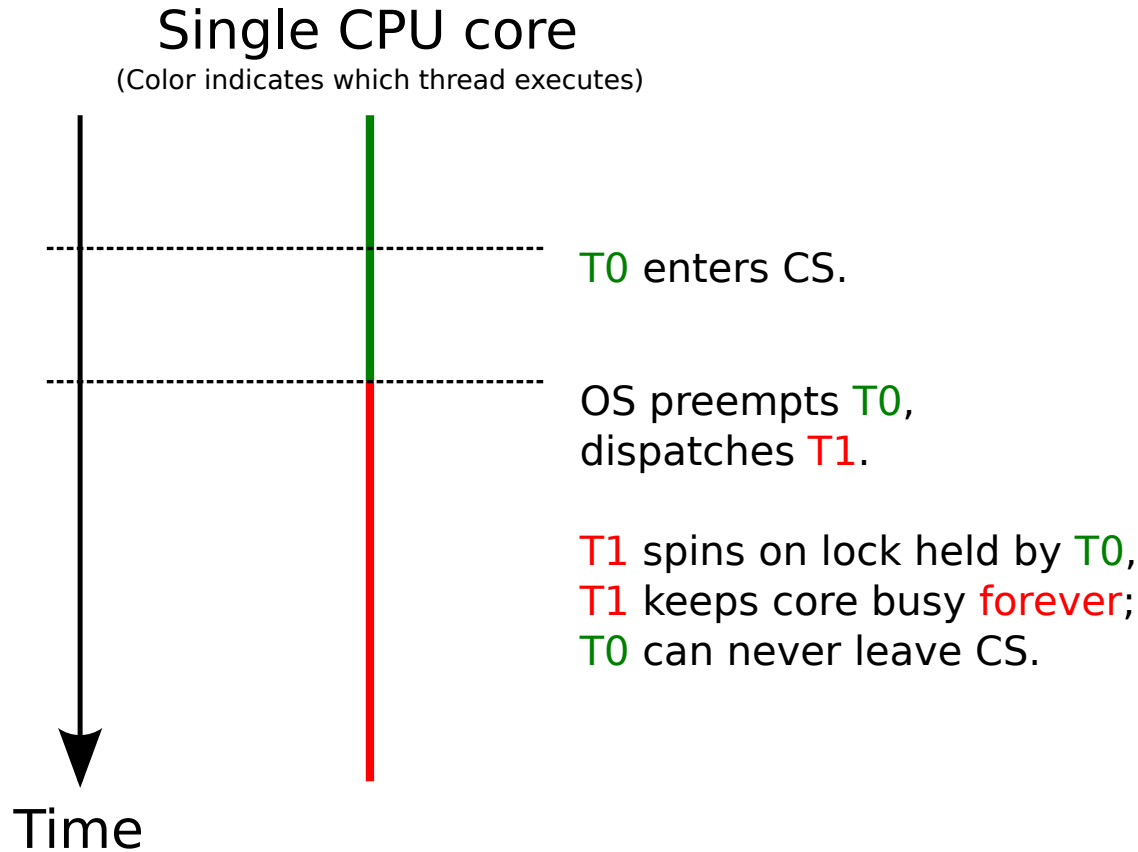 Single CPU core
(Color indicates which thread executes)
T0 enters CS.
OS preempts T0,
dispatches T1.
T1 spins on lock held by T0,
T1 keeps core busy forever;
T0 can never leave CS.
Time